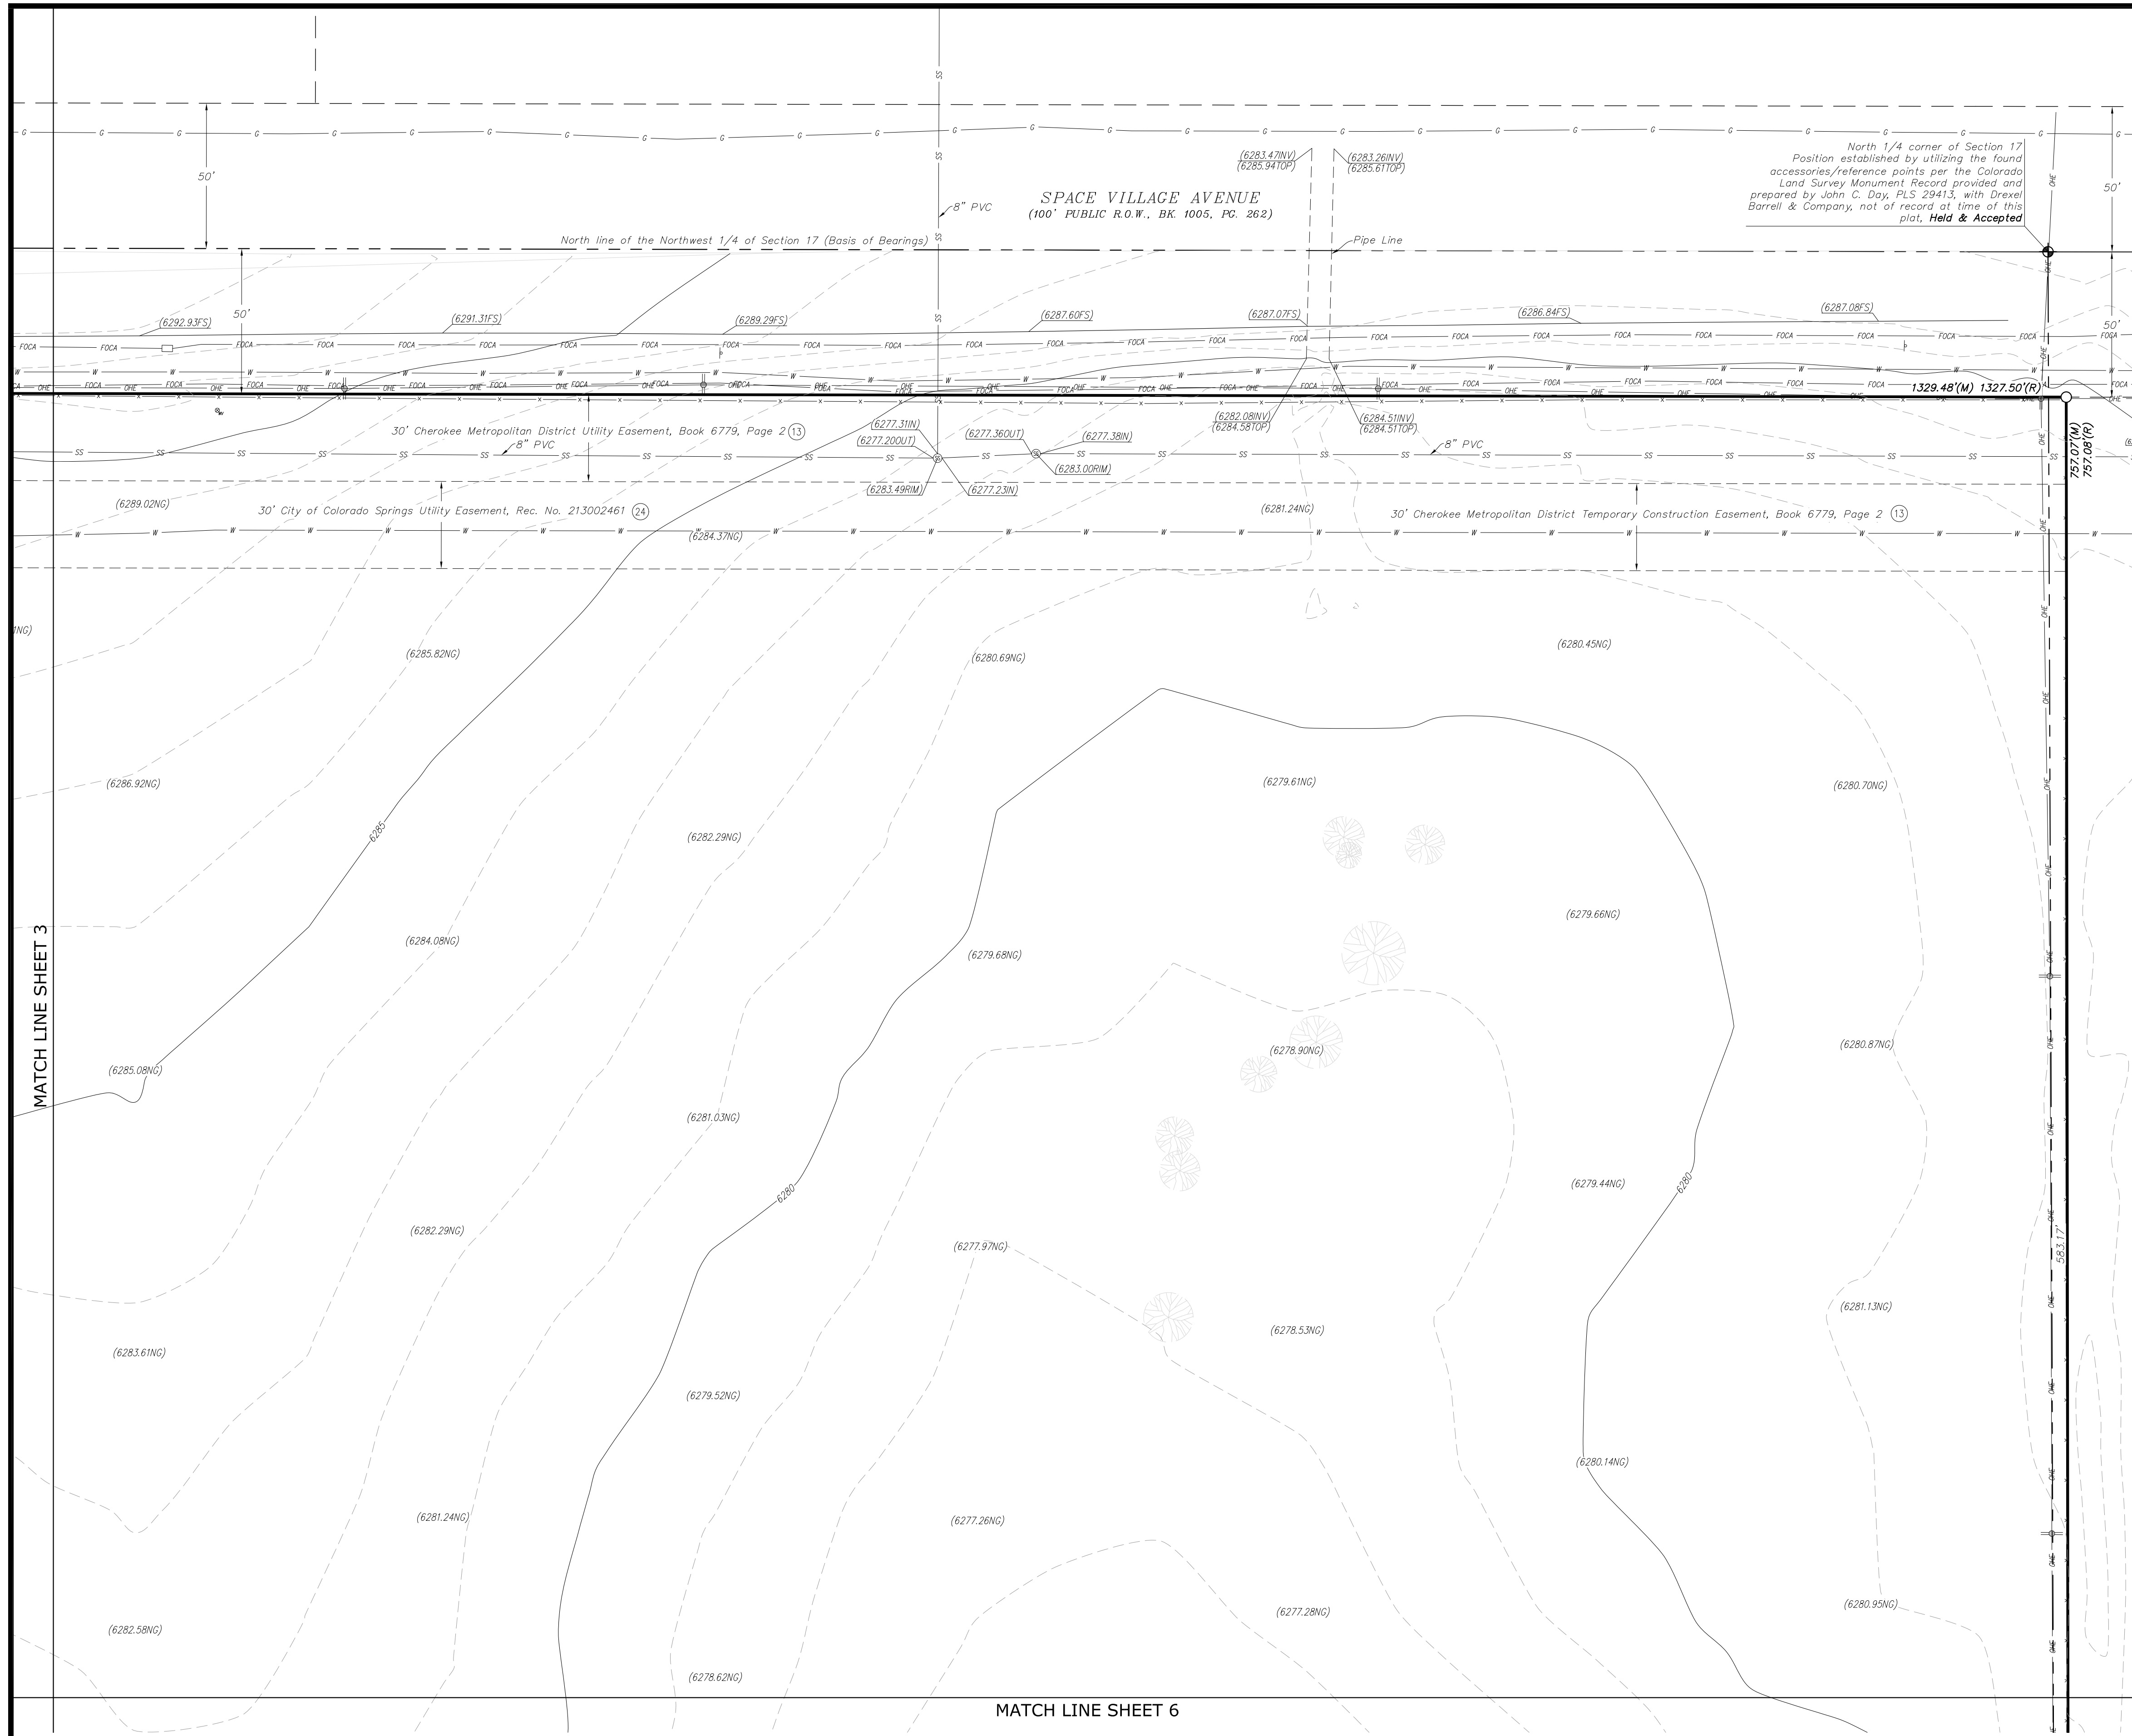 SS
G G G G G G G G G G G G G G G G G G G G G G G G G G G G
50'
8" PVC
SPACE VILLAGE AVENUE
(100' PUBLIC R.O.W., BK. 1005, PG. 262)
(6283.47INV)
(6285.94TOP)
(6283.26INV)
(6285.61TOP)
North 1/4 corner of Section 17
Position established by utilizing the found
accessories/reference points per the Colorado
Land Survey Monument Record provided and
prepared by John C. Day, PLS 29413, with Drexel
Barrell & Company, not of record at time of this
plat, Held & Accepted
50'
OHE
North line of the Northwest 1/4 of Section 17 (Basis of Bearings)
Pipe Line
50'
50'
(6292.93FS)
(6291.31FS)
(6289.29FS)
(6287.60FS)
(6287.07FS)
(6286.84FS)
(6287.08FS)
FOCA
W
OHE
1329.48'(M) 1327.50'(R)
757.07'(M)
757.08'(R)
30' Cherokee Metropolitan District Utility Easement, Book 6779, Page 2 13
8" PVC
(6277.31IN)
(6277.20OUT)
(6277.36OUT)
(6277.38IN)
(6283.00RIM)
(6283.49RIM)
(6277.23IN)
(6282.08INV)
(6284.58TOP)
(6284.51INV)
(6284.51TOP)
8" PVC
SS
(6289.02NG)
30' City of Colorado Springs Utility Easement, Rec. No. 213002461 24
(6281.24NG)
30' Cherokee Metropolitan District Temporary Construction Easement, Book 6779, Page 2 13
W
(6284.37NG)
1NG)
(6285.82NG)
(6280.69NG)
(6280.45NG)
(6286.92NG)
(6279.61NG)
(6280.70NG)
6285
(6282.29NG)
(6279.66NG)
(6284.08NG)
(6279.68NG)
MATCH LINE SHEET 3
(6285.08NG)
(6278.90NG)
(6280.87NG)
(6281.03NG)
6280
(6279.44NG)
6280
(6282.29NG)
(6277.97NG)
583.17'
(6281.13NG)
(6278.53NG)
(6283.61NG)
(6279.52NG)
(6280.14NG)
(6281.24NG)
(6277.26NG)
(6282.58NG)
(6277.28NG)
(6280.95NG)
(6278.62NG)
MATCH LINE SHEET 6